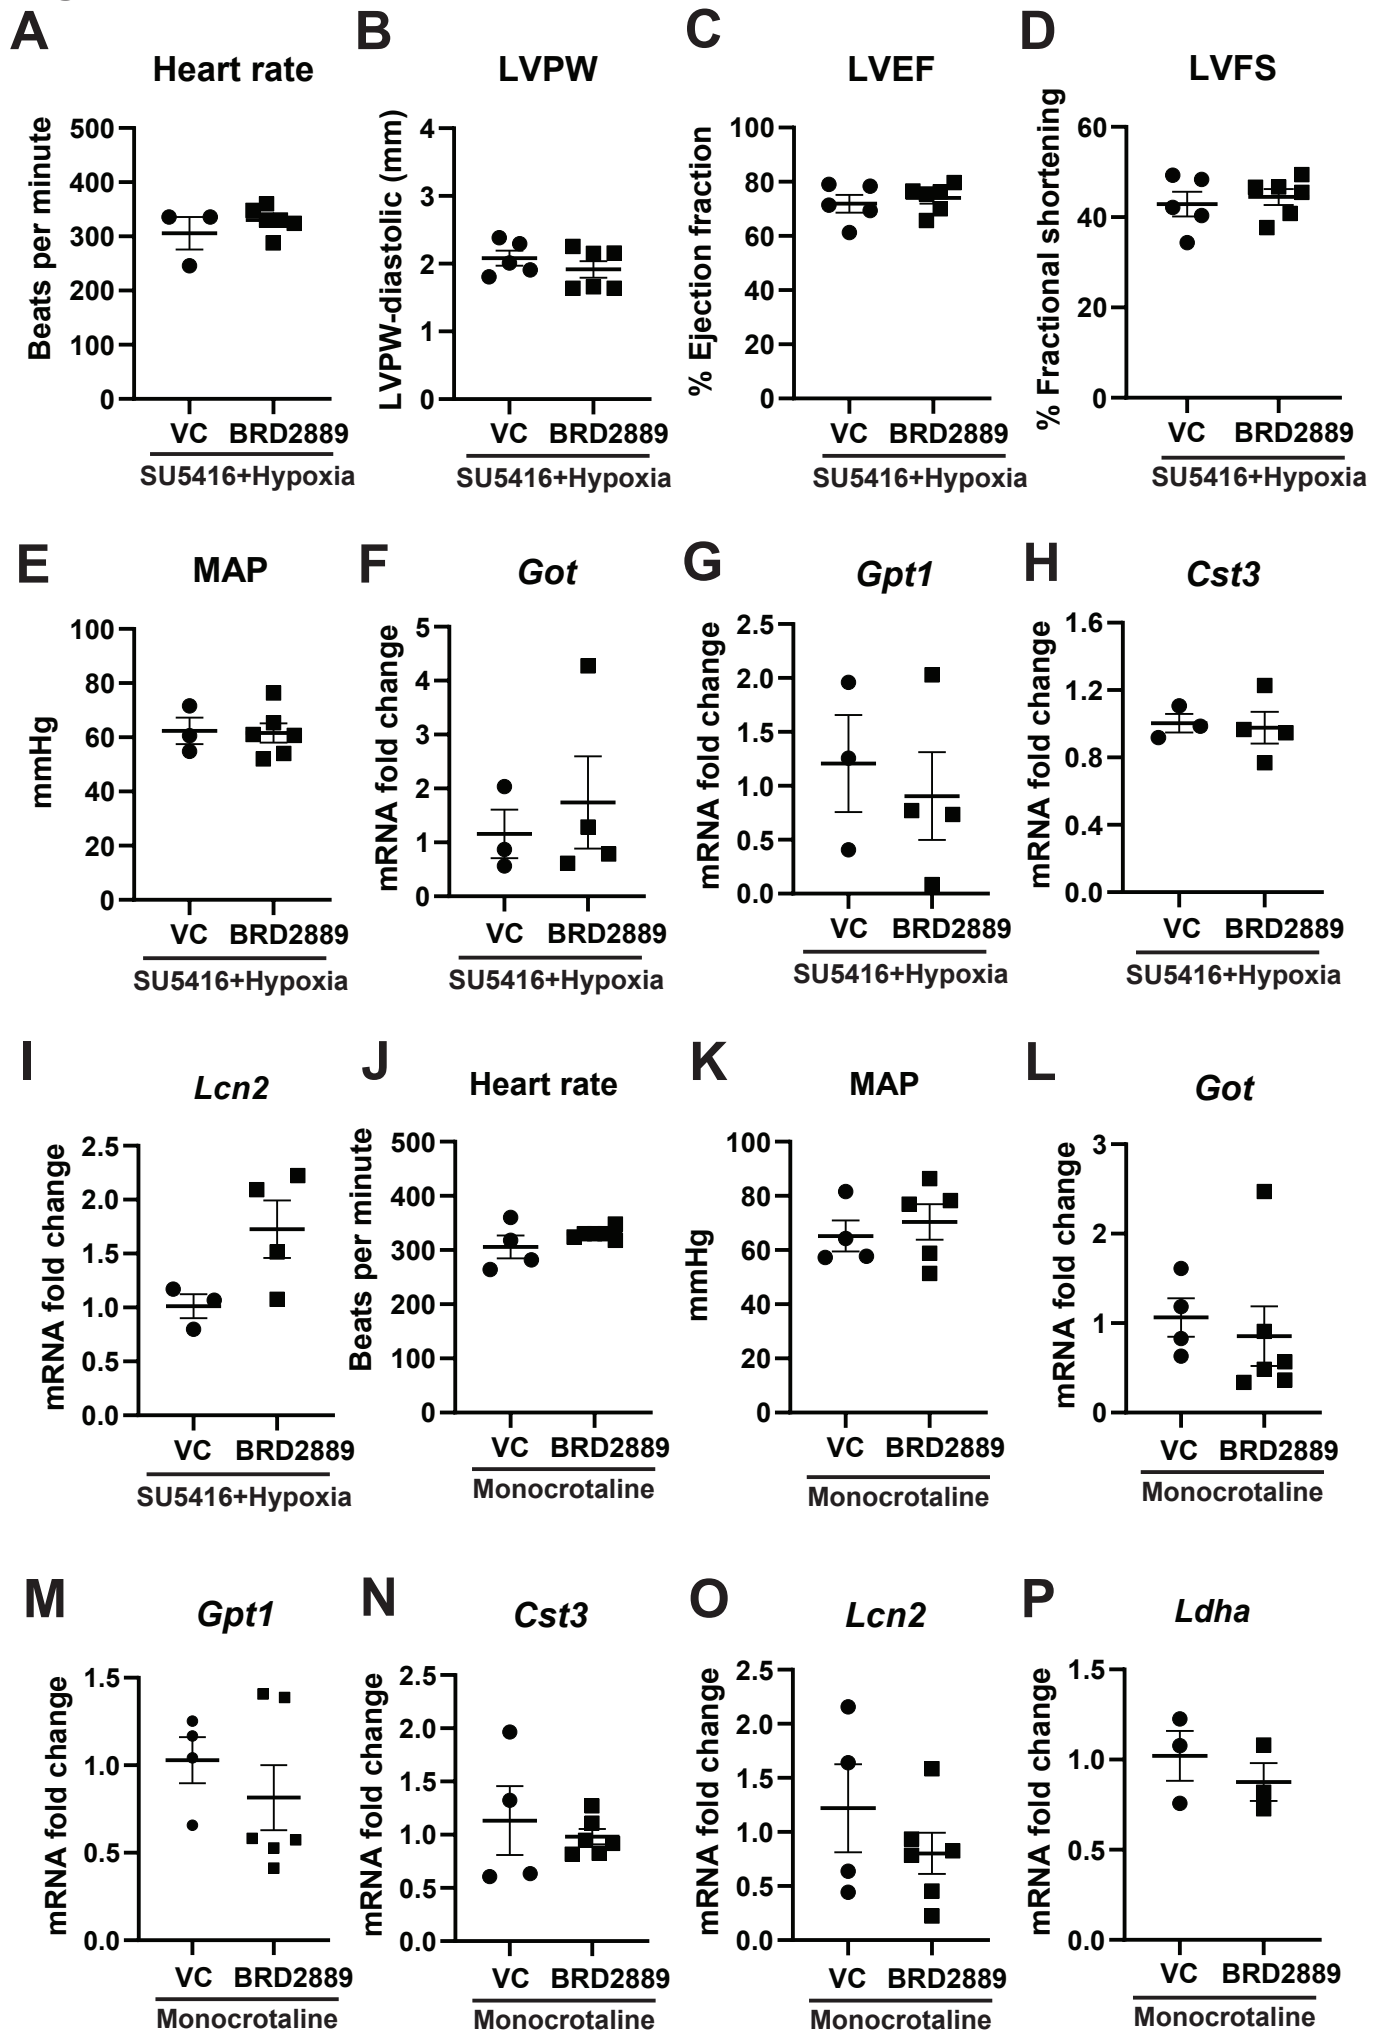 A
Heart rate
Beats per minute
500
400
300
200
100
0
VC BRD2889
SU5416+Hypoxia
B
LVPW
LVPW-diastolic (mm)
4
3
2
1
0
VC BRD2889
SU5416+Hypoxia
C
LVEF
% Ejection fraction
100
80
60
40
20
0
VC BRD2889
SU5416+Hypoxia
D
LVFS
% Fractional shortening
60
40
20
0
VC BRD2889
SU5416+Hypoxia
E
MAP
mmHg
100
80
60
40
20
0
VC BRD2889
SU5416+Hypoxia
F
Got
mRNA fold change
5
4
3
2
1
0
VC BRD2889
SU5416+Hypoxia
G
Gpt1
mRNA fold change
2.5
2.0
1.5
1.0
0.5
0.0
VC BRD2889
SU5416+Hypoxia
H
Cst3
mRNA fold change
1.6
1.2
0.8
0.4
0.0
VC BRD2889
SU5416+Hypoxia
I
Lcn2
mRNA fold change
2.5
2.0
1.5
1.0
0.5
0.0
VC BRD2889
SU5416+Hypoxia
J
Heart rate
Beats per minute
500
400
300
200
100
0
VC BRD2889
Monocrotaline
K
MAP
mmHg
100
80
60
40
20
0
VC BRD2889
Monocrotaline
L
Got
mRNA fold change
3
2
1
0
VC BRD2889
Monocrotaline
M
Gpt1
mRNA fold change
1.5
1.0
0.5
0.0
VC BRD2889
Monocrotaline
N
Cst3
mRNA fold change
2.5
2.0
1.5
1.0
0.5
0.0
VC BRD2889
Monocrotaline
O
Lcn2
mRNA fold change
2.5
2.0
1.5
1.0
0.5
0.0
VC BRD2889
Monocrotaline
P
Ldha
mRNA fold change
1.5
1.0
0.5
0.0
VC BRD2889
Monocrotaline